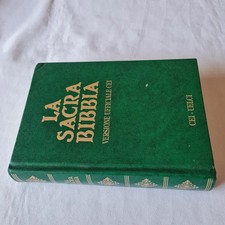 LA
SACRA
BIBBIA
VERSIONE UFFICIALE CEI
CEI - UELCI